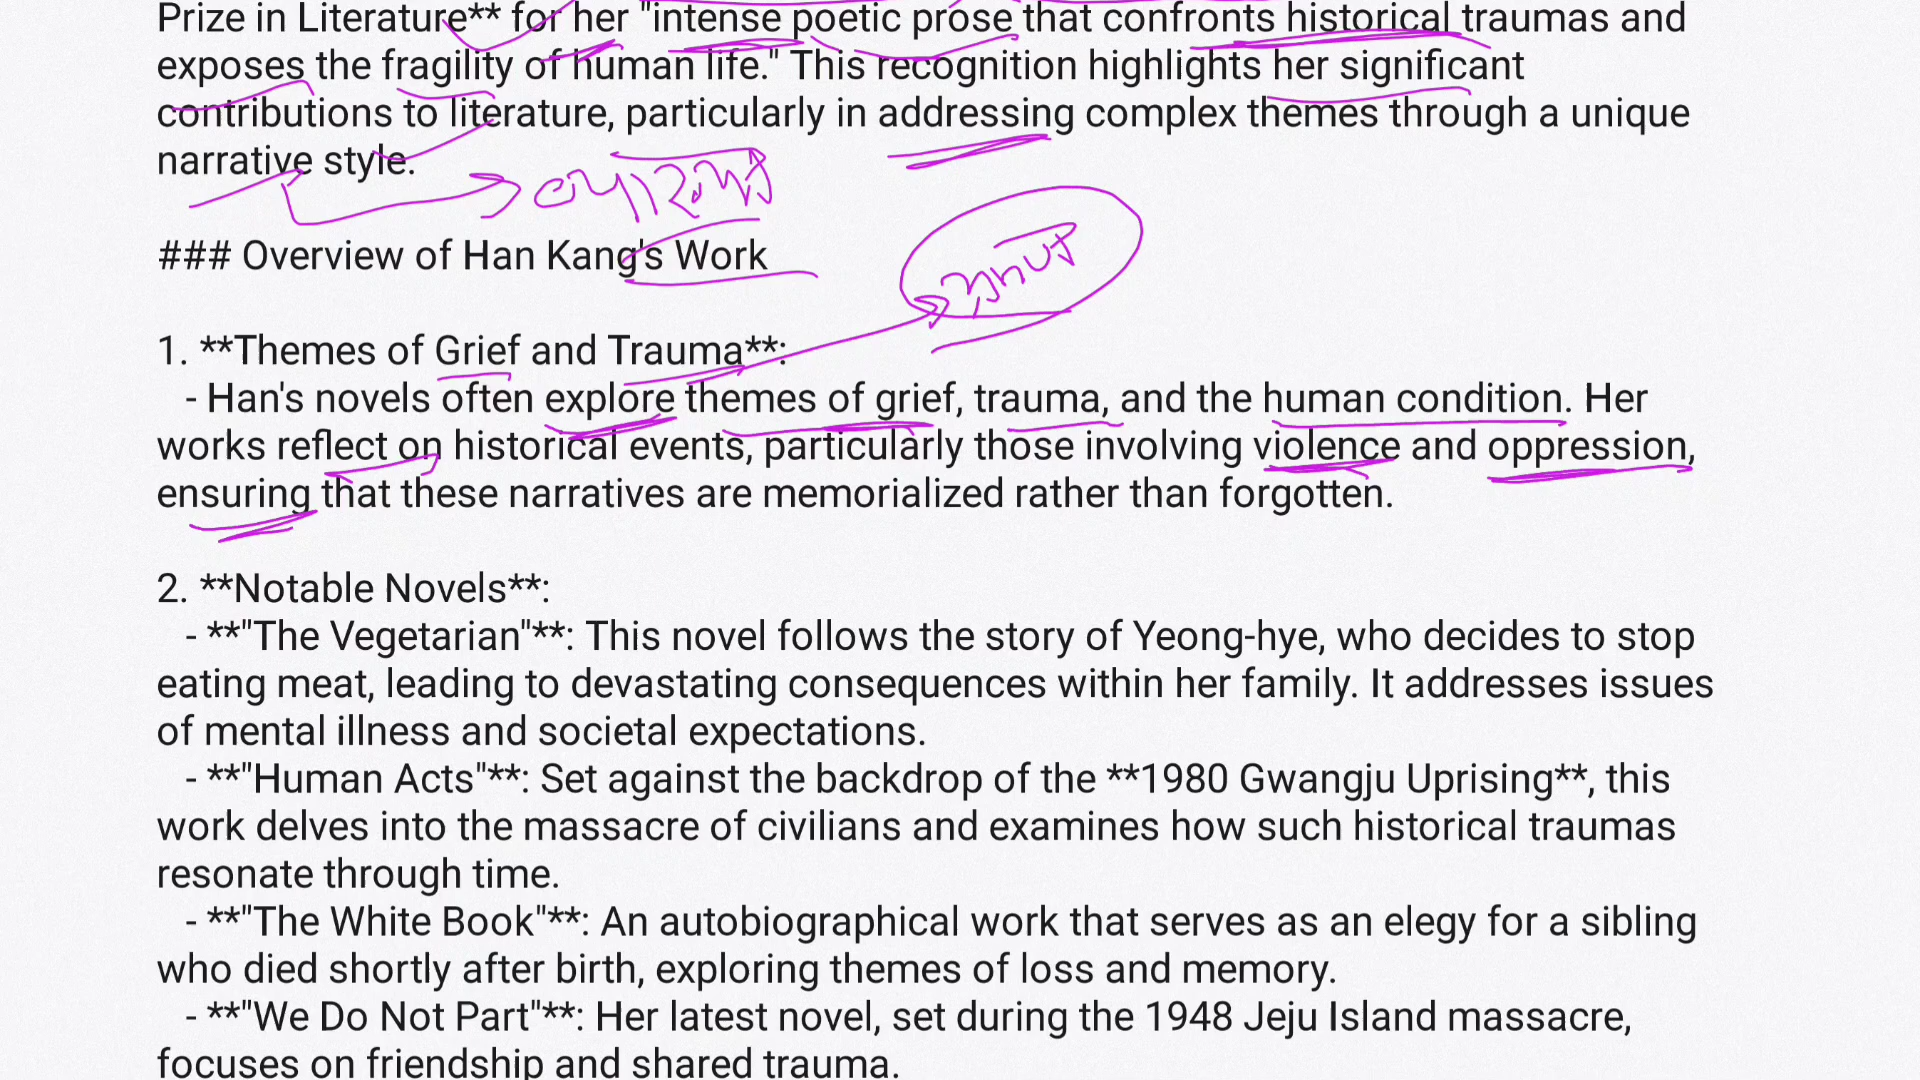 Prize in Literature** for her "intense poetic prose that confronts historical traumas and
exposes the fragility of human life." This recognition highlights her significant
contributions to literature, particularly in addressing complex themes through a unique
narrative style.
### Overview of Han Kang's Work
1. **Themes of Grief and Trauma**:
- Han's novels often explore themes of grief, trauma, and the human condition. Her
works reflect on historical events, particularly those involving violence and oppression,
ensuring that these narratives are memorialized rather than forgotten.
2. **Notable Novels**:
- **"The Vegetarian"**: This novel follows the story of Yeong-hye, who decides to stop
eating meat, leading to devastating consequences within her family. It addresses issues
of mental illness and societal expectations.
- **"Human Acts"**: Set against the backdrop of the **1980 Gwangju Uprising**, this
work delves into the massacre of civilians and examines how such historical traumas
resonate through time.
- **"The White Book"**: An autobiographical work that serves as an elegy for a sibling
who died shortly after birth, exploring themes of loss and memory.
- **"We Do Not Part"**: Her latest novel, set during the 1948 Jeju Island massacre,
focuses on friendship and shared trauma.